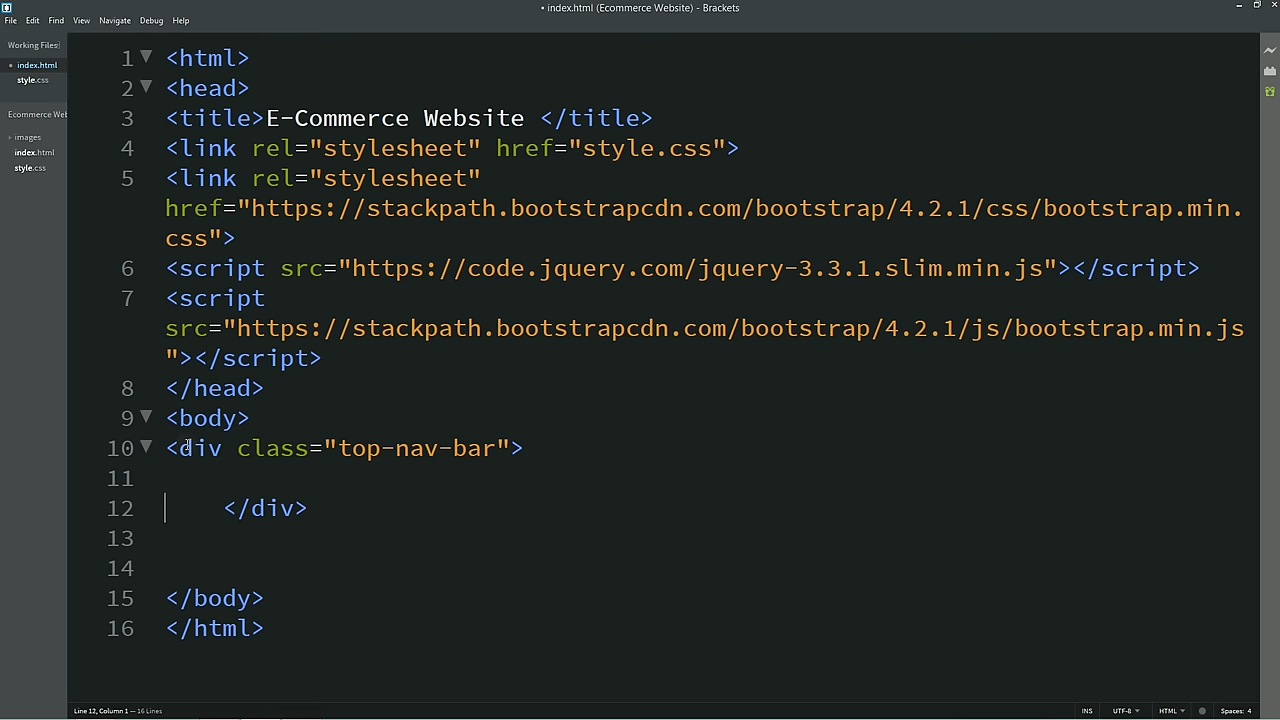 • index.html (Ecommerce Website) - Brackets
File Edit Find View Navigate Debug Help
Working Files
• index.html
style.css
Ecommerce Web
images
index.html
style.css
1 <html>
2 <head>
3 <title>E-Commerce Website </title>
4 <link rel="stylesheet" href="style.css">
5 <link rel="stylesheet"
href="https://stackpath.bootstrapcdn.com/bootstrap/4.2.1/css/bootstrap.min.
css">
6 <script src="https://code.jquery.com/jquery-3.3.1.slim.min.js"></script>
7 <script
src="https://stackpath.bootstrapcdn.com/bootstrap/4.2.1/js/bootstrap.min.js
"></script>
8 </head>
9 <body>
10 <div class="top-nav-bar">
11
12 </div>
13
14
15 </body>
16 </html>
Line 12, Column 1 — 16 Lines
INS UTF-8 HTML Spaces: 4